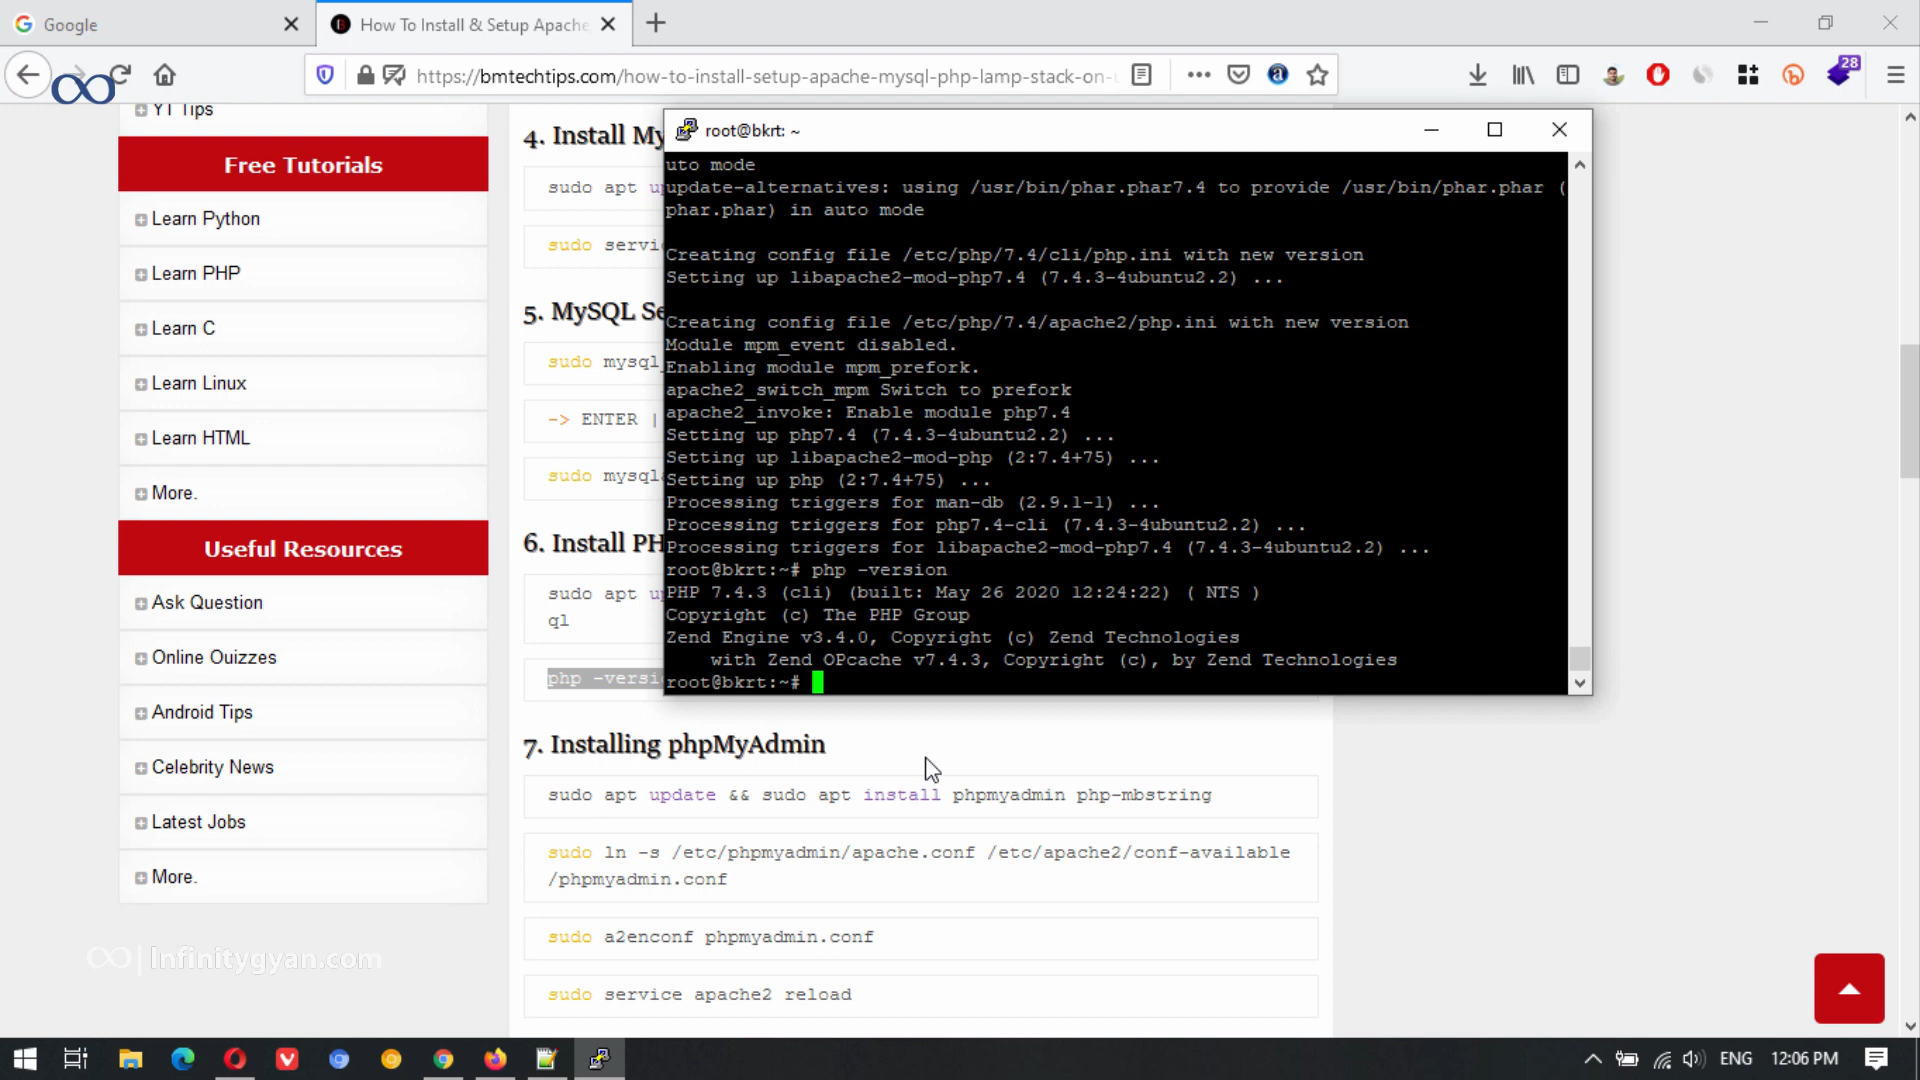 Google
How To Install & Setup Apache
https://bmtechtips.com/how-to-install-setup-apache-mysql-php-lamp-stack-on-u
28
YT Tips
Free Tutorials
Learn Python
Learn PHP
Learn C
Learn Linux
Learn HTML
More.
Useful Resources
Ask Question
Online Quizzes
Android Tips
Celebrity News
Latest Jobs
More.
Infinitygyan.com
4. Install My
sudo apt up
sudo servic
5. MySQL Se
sudo mysql_
-> ENTER |
sudo mysqla
6. Install PH
sudo apt up
ql
php -versio
7. Installing phpMyAdmin
sudo apt update && sudo apt install phpmyadmin php-mbstring
sudo ln -s /etc/phpmyadmin/apache.conf /etc/apache2/conf-available
/phpmyadmin.conf
sudo a2enconf phpmyadmin.conf
sudo service apache2 reload
root@bkrt: ~
uto mode
update-alternatives: using /usr/bin/phar.phar7.4 to provide /usr/bin/phar.phar (
phar.phar) in auto mode
Creating config file /etc/php/7.4/cli/php.ini with new version
Setting up libapache2-mod-php7.4 (7.4.3-4ubuntu2.2) ...
Creating config file /etc/php/7.4/apache2/php.ini with new version
Module mpm_event disabled.
Enabling module mpm_prefork.
apache2_switch_mpm Switch to prefork
apache2_invoke: Enable module php7.4
Setting up php7.4 (7.4.3-4ubuntu2.2) ...
Setting up libapache2-mod-php (2:7.4+75) ...
Setting up php (2:7.4+75) ...
Processing triggers for man-db (2.9.1-1) ...
Processing triggers for php7.4-cli (7.4.3-4ubuntu2.2) ...
Processing triggers for libapache2-mod-php7.4 (7.4.3-4ubuntu2.2) ...
root@bkrt:~# php -version
PHP 7.4.3 (cli) (built: May 26 2020 12:24:22) ( NTS )
Copyright (c) The PHP Group
Zend Engine v3.4.0, Copyright (c) Zend Technologies
with Zend OPcache v7.4.3, Copyright (c), by Zend Technologies
root@bkrt:~#
ENG
12:06 PM